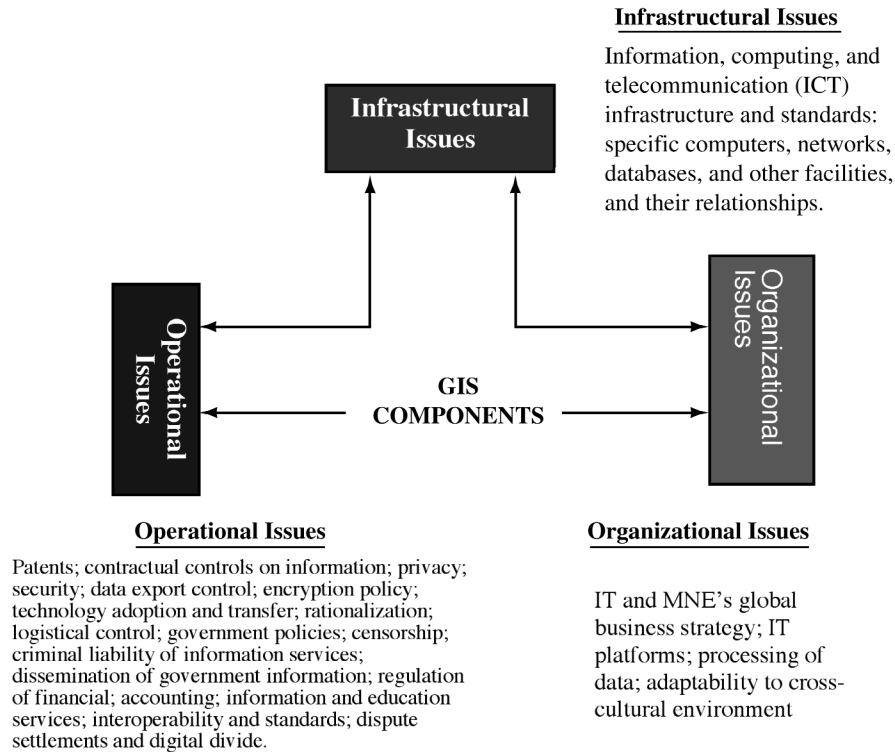 Infrastructural Issues
Information, computing, and
telecommunication (ICT)
infrastructure and standards:
specific computers, networks,
databases, and other facilities,
and their relationships.
Infrastructural
Issues
Operational
Issues
Organizational
Issues
GIS
COMPONENTS
Operational Issues
Patents; contractual controls on information; privacy;
security; data export control; encryption policy;
technology adoption and transfer; rationalization;
logistical control; government policies; censorship;
criminal liability of information services;
dissemination of government information; regulation
of financial; accounting; information and education
services; interoperability and standards; dispute
settlements and digital divide.
Organizational Issues
IT and MNE's global
business strategy; IT
platforms; processing of
data; adaptability to cross-
cultural environment